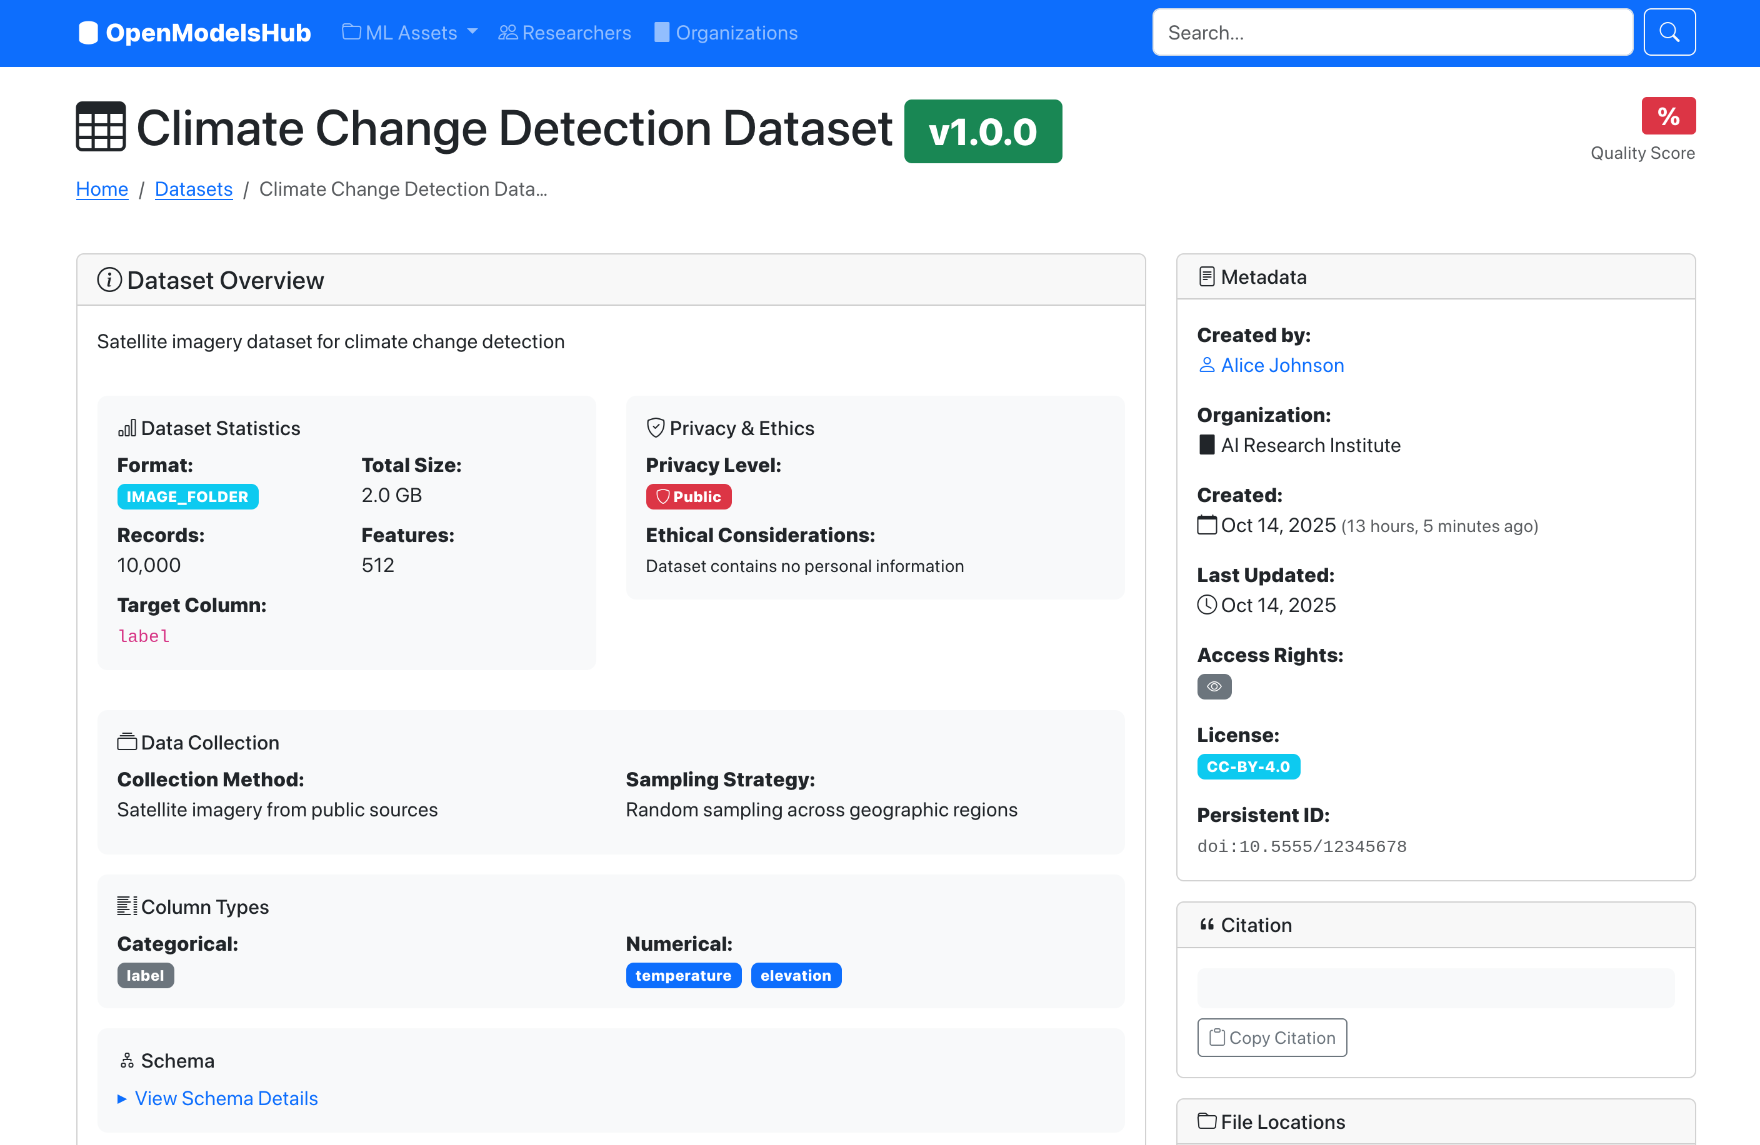 OpenModelsHub ML Assets Researchers Organizations Search...
Climate Change Detection Dataset v1.0.0
%
Quality Score
Home / Datasets / Climate Change Detection Data...
Dataset Overview
Satellite imagery dataset for climate change detection
Dataset Statistics
Format: Total Size:
IMAGE_FOLDER 2.0 GB
Records: Features:
10,000 512
Target Column:
label
Privacy & Ethics
Privacy Level:
Public
Ethical Considerations:
Dataset contains no personal information
Data Collection
Collection Method: Sampling Strategy:
Satellite imagery from public sources Random sampling across geographic regions
Column Types
Categorical: Numerical:
label temperature elevation
Schema
▸ View Schema Details
Metadata
Created by:
Alice Johnson
Organization:
AI Research Institute
Created:
Oct 14, 2025 (13 hours, 5 minutes ago)
Last Updated:
Oct 14, 2025
Access Rights:
License:
CC-BY-4.0
Persistent ID:
doi:10.5555/12345678
Citation
Copy Citation
File Locations